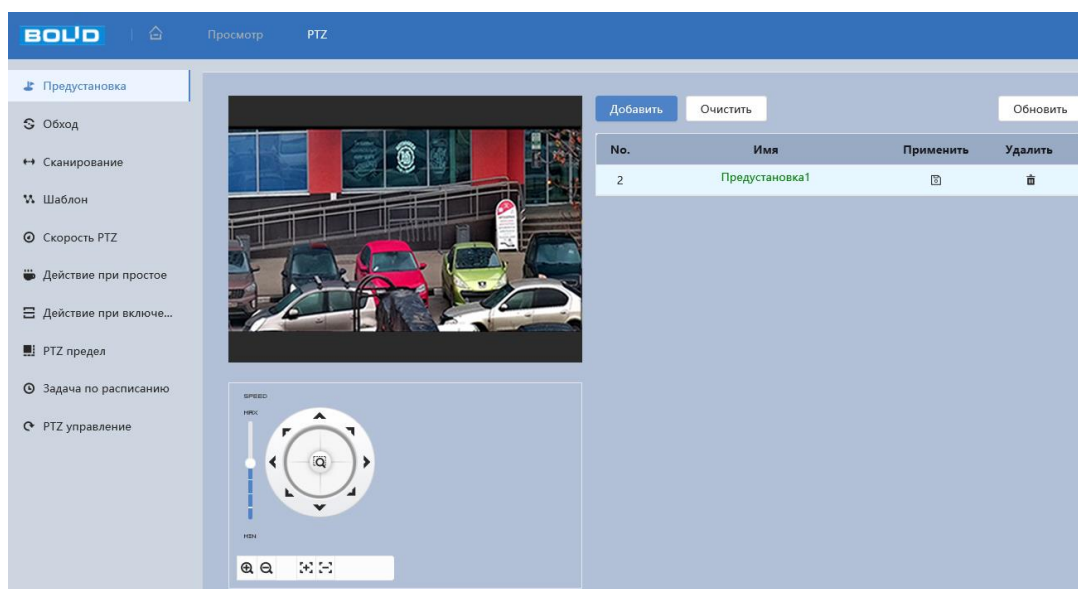 BOLID
Просмотр
PTZ
Предустановка
Обход
Сканирование
Шаблон
Скорость PTZ
Действие при простое
Действие при включе...
PTZ предел
Задача по расписанию
PTZ управление
Добавить
Очистить
Обновить
No. Имя Применить Удалить
2 Предустановка1
SPEED
MAX
MIN